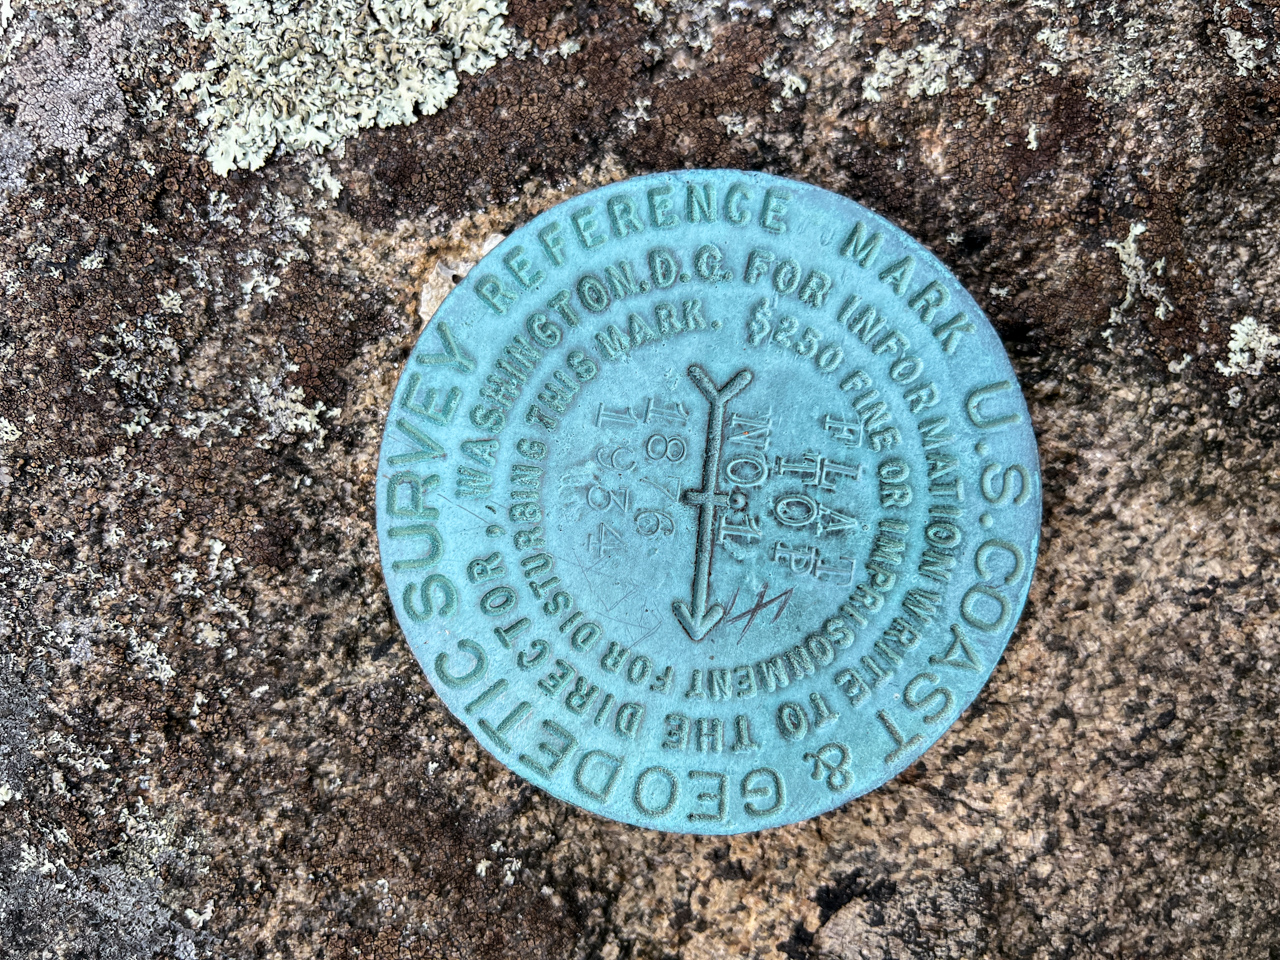 U.S. COAST & GEODETIC SURVEY REFERENCE MARK
FOR INFORMATION WRITE TO THE DIRECTOR, WASHINGTON, D.C.
$250 FINE OR IMPRISONMENT FOR DISTURBING THIS MARK.
FLAT
TOP
NO. 1
1876
1934